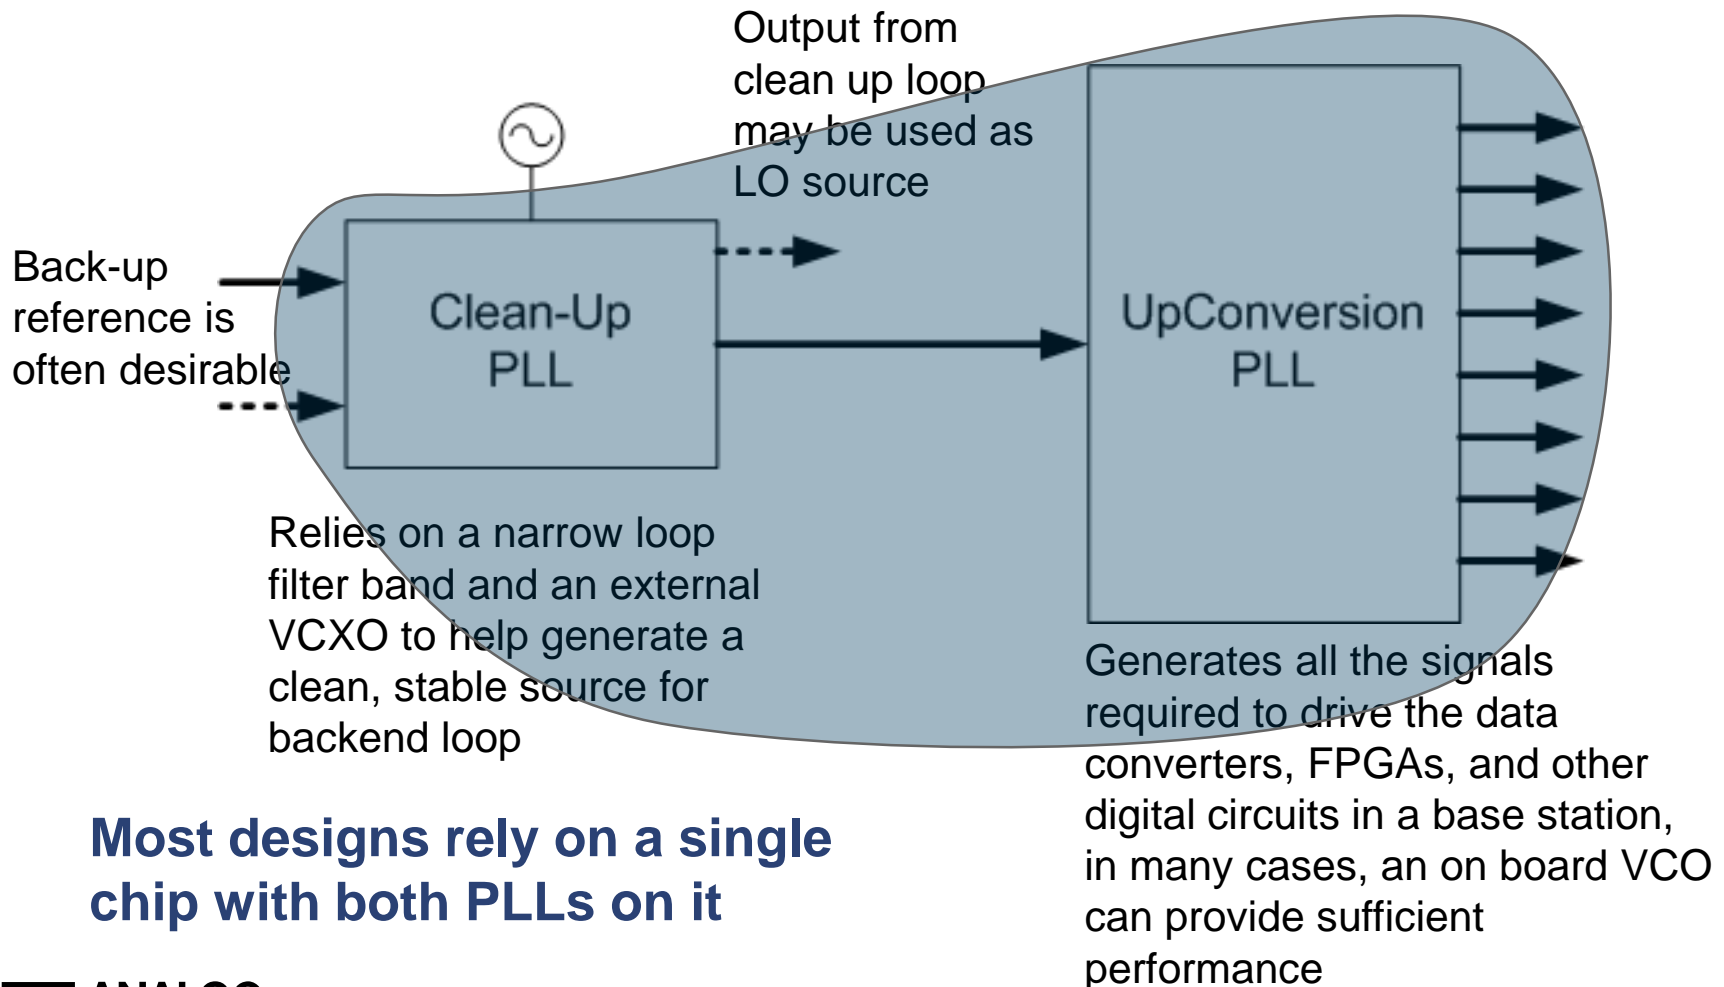 Output from
clean up loop
may be used as
LO source
Back-up
reference is
often desirable
Clean-Up
PLL
UpConversion
PLL
Relies on a narrow loop
filter band and an external
VCXO to help generate a
clean, stable source for
backend loop
Generates all the signals
required to drive the data
converters, FPGAs, and other
digital circuits in a base station,
in many cases, an on board VCO
can provide sufficient
performance
Most designs rely on a single
chip with both PLLs on it
ANALOG